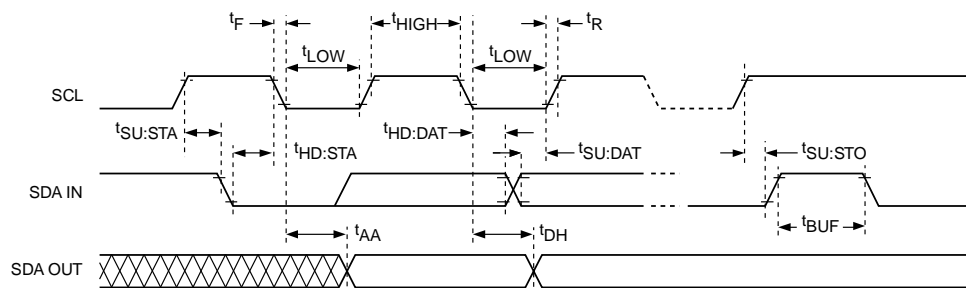 tF
tHIGH
tR
tLOW
tLOW
SCL
tSU:STA
tHD:STA
tHD:DAT
tSU:DAT
tSU:STO
SDA IN
tBUF
tAA
tDH
SDA OUT